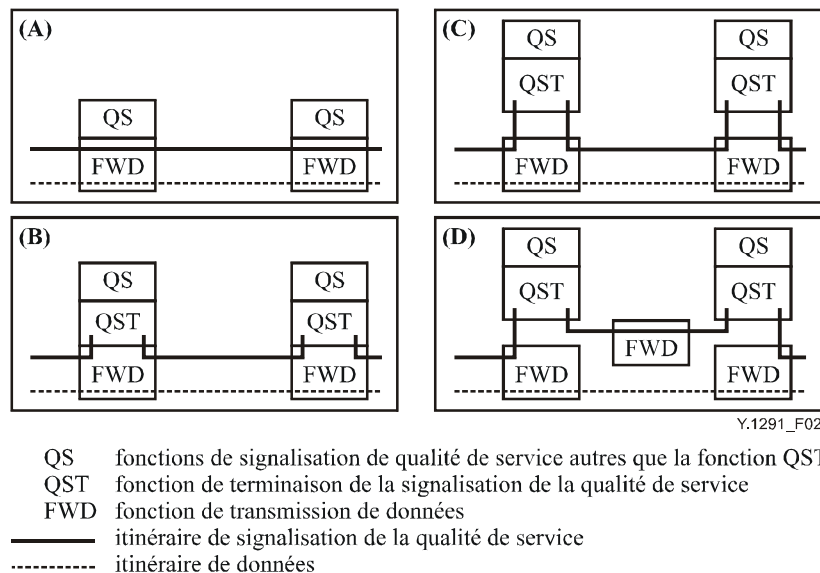 (A)
QS
QS
FWD
FWD
(B)
QS
QS
QST
QST
FWD
FWD
(C)
QS
QS
QST
QST
FWD
FWD
(D)
QS
QS
QST
QST
FWD
FWD
FWD
Y.1291_F02
QS fonctions de signalisation de qualité de service autres que la fonction QST
QST fonction de terminaison de la signalisation de la qualité de service
FWD fonction de transmission de données
itinéraire de signalisation de la qualité de service
itinéraire de données